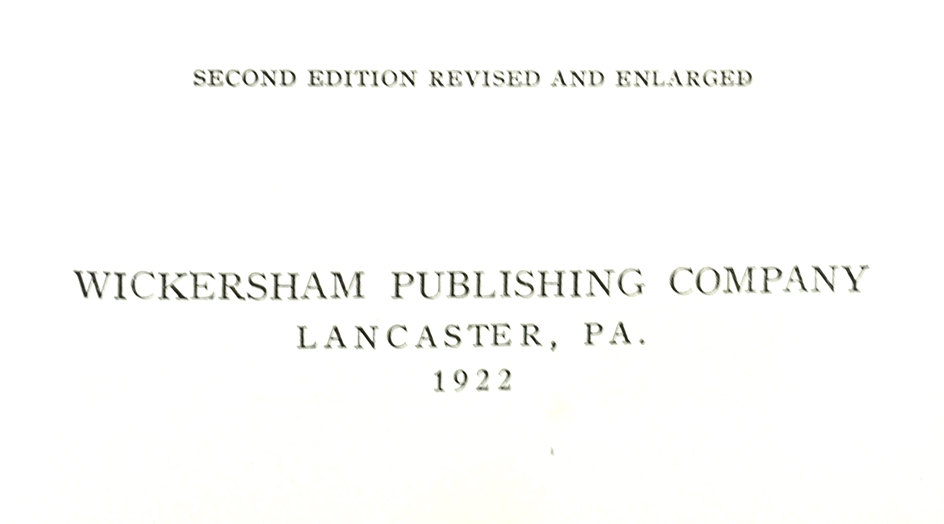 SECOND EDITION REVISED AND ENLARGED
WICKERSHAM PUBLISHING COMPANY
LANCASTER, PA.
1922